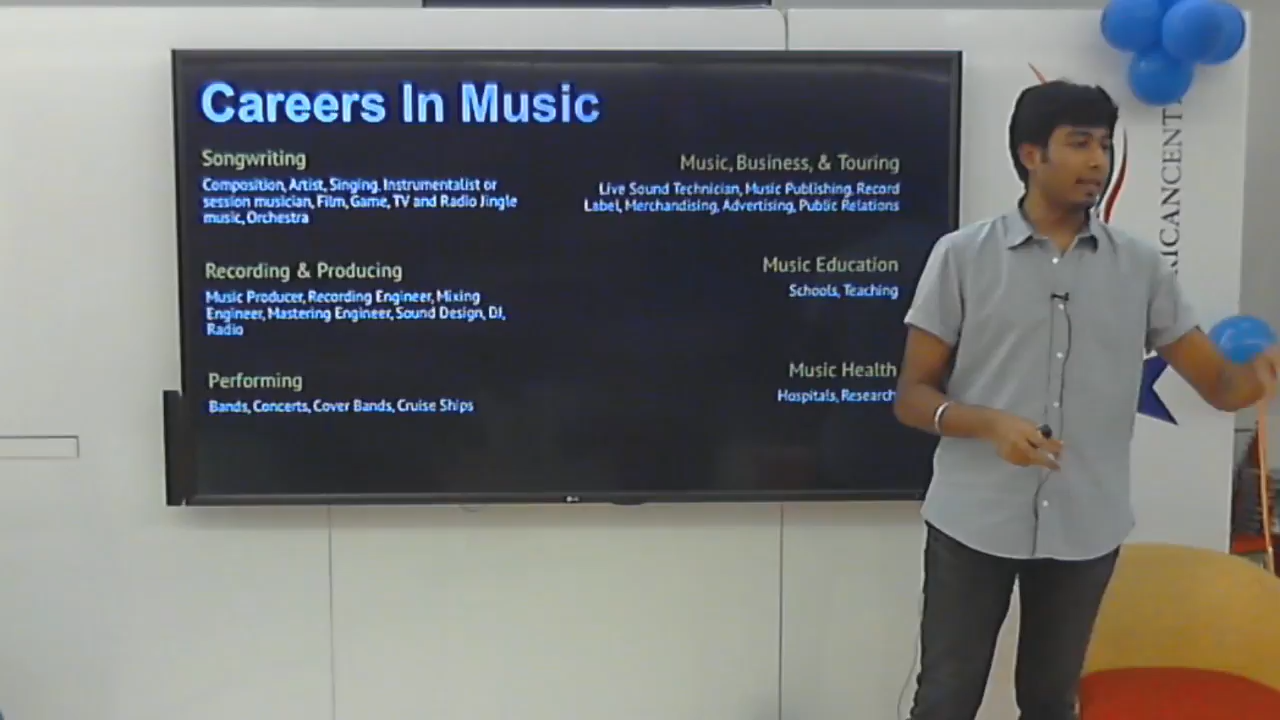 Careers In Music
Songwriting
Composition, Artist, Singing, Instrumentalist or
session musician, Film, Game, TV and Radio Jingle
music, Orchestra
Recording & Producing
Music Producer, Recording Engineer, Mixing
Engineer, Mastering Engineer, Sound Design, DJ,
Radio
Performing
Bands, Concerts, Cover Bands, Cruise Ships
Music, Business, & Touring
Live Sound Technician, Music Publishing, Record
Label, Merchandising, Advertising, Public Relations
Music Education
Schools, Teaching
Music Health
Hospitals, Research
LG
ICANCENT